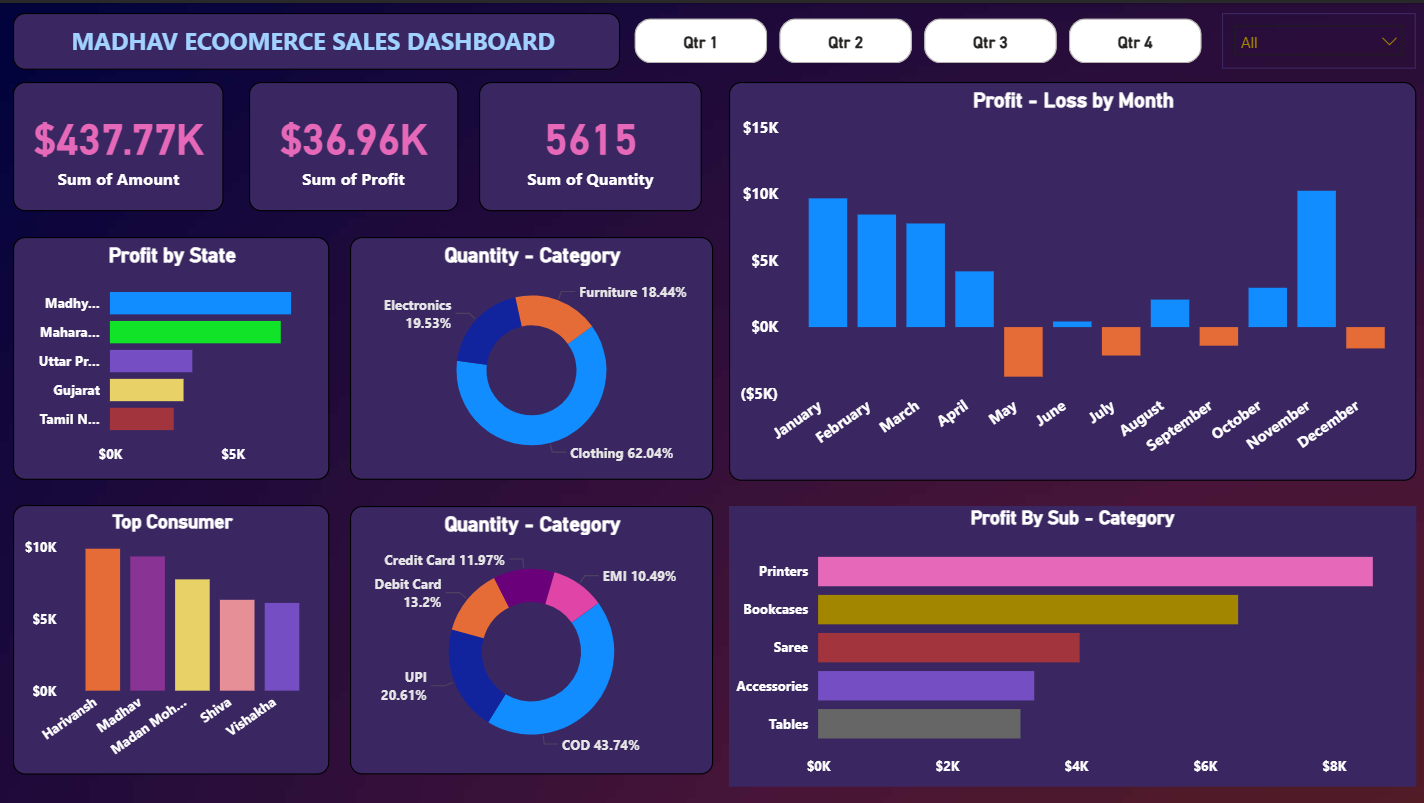 MADHAV ECOOMERCE SALES DASHBOARD
Qtr 1
Qtr 2
Qtr 3
Qtr 4
All
$437.77K
Sum of Amount
$36.96K
Sum of Profit
5615
Sum of Quantity
Profit - Loss by Month
$15K
$10K
$5K
$0K
($5K)
January
February
March
April
May
June
July
August
September
October
November
December
Profit by State
Madhy...
Mahara...
Uttar Pr...
Gujarat
Tamil N...
$0K
$5K
Quantity - Category
Furniture 18.44%
Electronics
19.53%
Clothing 62.04%
Top Consumer
$10K
$5K
$0K
Harivansh
Madhav
Madan Moh...
Shiva
Vishakha
Quantity - Category
Credit Card 11.97%
EMI 10.49%
Debit Card
13.2%
UPI
20.61%
COD 43.74%
Profit By Sub - Category
Printers
Bookcases
Saree
Accessories
Tables
$0K
$2K
$4K
$6K
$8K